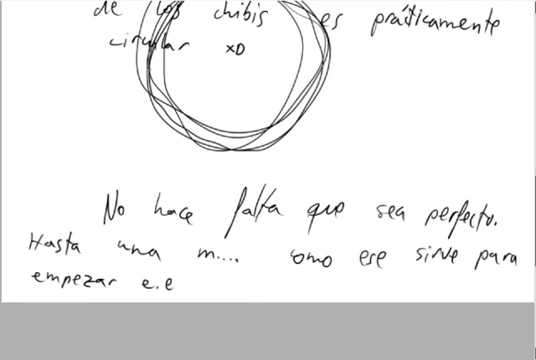 de los chibis es prácticamente
circular xD
No hace falta que sea perfecto.
Hasta una m.... como ese sirve para
empezar e.e